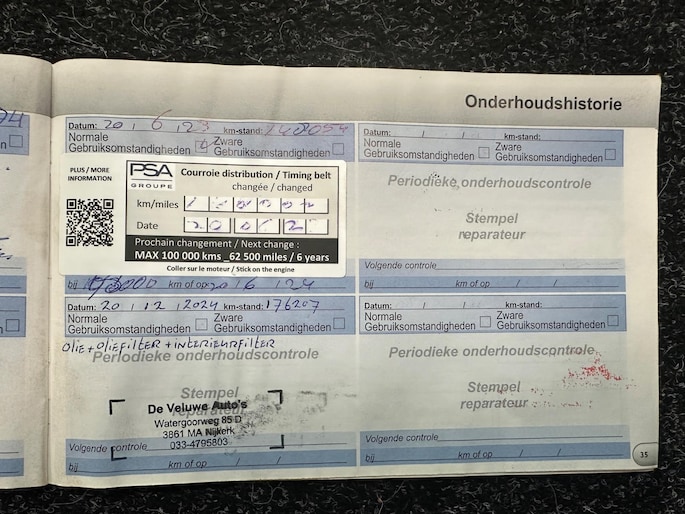 Onderhoudshistorie
Datum: 20 / 6 / 23 km-stand: 148054
Normale Gebruiksomstandigheden Zware Gebruiksomstandigheden
PLUS / MORE INFORMATION
PSA GROUPE
Courroie distribution / Timing belt
changée / changed
km/miles
Date
Prochain changement / Next change :
MAX 100 000 kms _62 500 miles / 6 years
Coller sur le moteur / Stick on the engine
bij km of op 20 / 6 / 24
Datum: / / km-stand:
Normale Gebruiksomstandigheden Zware Gebruiksomstandigheden
Periodieke onderhoudscontrole
Stempel
reparateur
Volgende controle
bij km of op / /
Datum: 20 / 12 / 2024 km-stand: 176207
Normale Gebruiksomstandigheden Zware Gebruiksomstandigheden
olie + oliefilter + interieurfilter
Periodieke onderhoudscontrole
Stempel
reparateur
De Veluwe Auto's
Watergoorweg 85 D
3861 MA Nijkerk
033-4795803
Volgende controle
bij km of op / /
Datum: / / km-stand:
Normale Gebruiksomstandigheden Zware Gebruiksomstandigheden
Periodieke onderhoudscontrole
Stempel
reparateur
Volgende controle
bij km of op / /
35